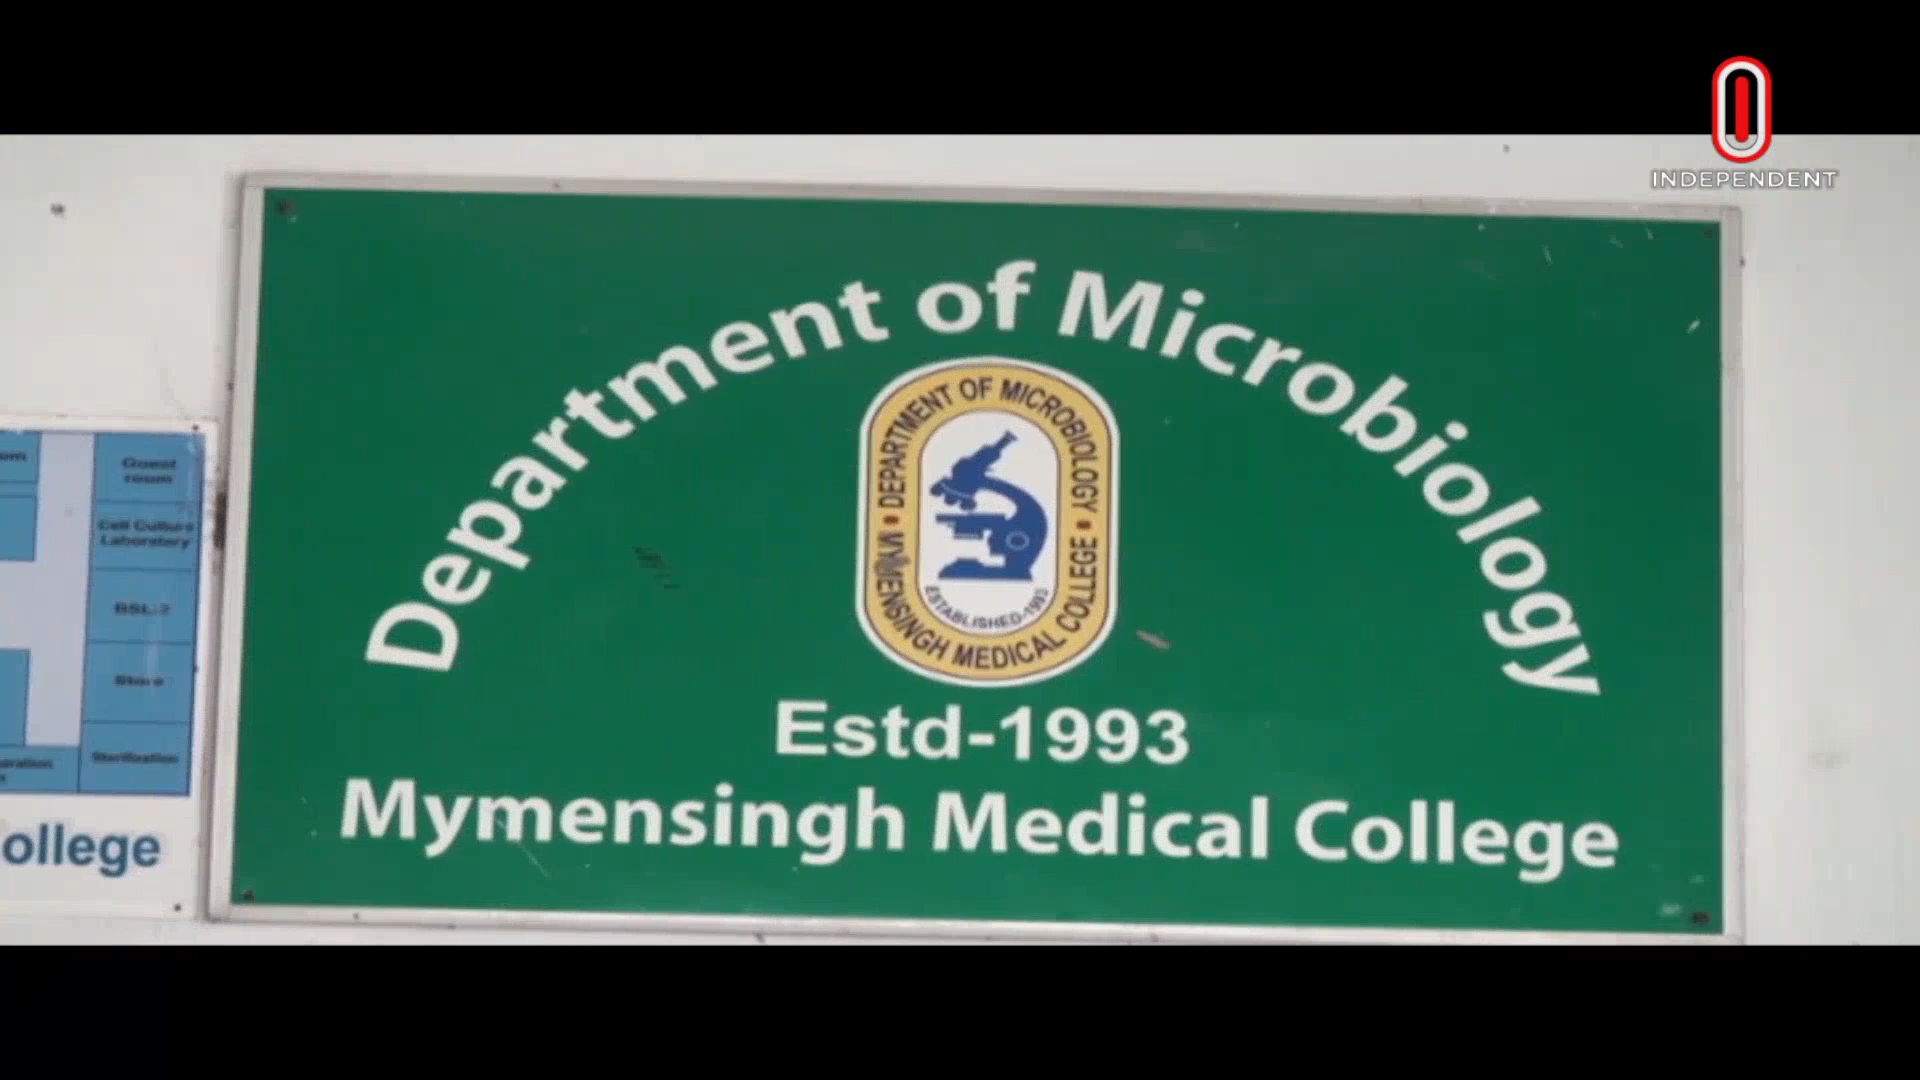 INDEPENDENT
Department of Microbiology
DEPARTMENT OF MICROBIOLOGY
MYMENSINGH MEDICAL COLLEGE
ESTABLISHED-1993
Estd-1993
Mymensingh Medical College
Guest
room
Cell Culture
Laboratory
BSL-2
Store
Sterilization
ollege